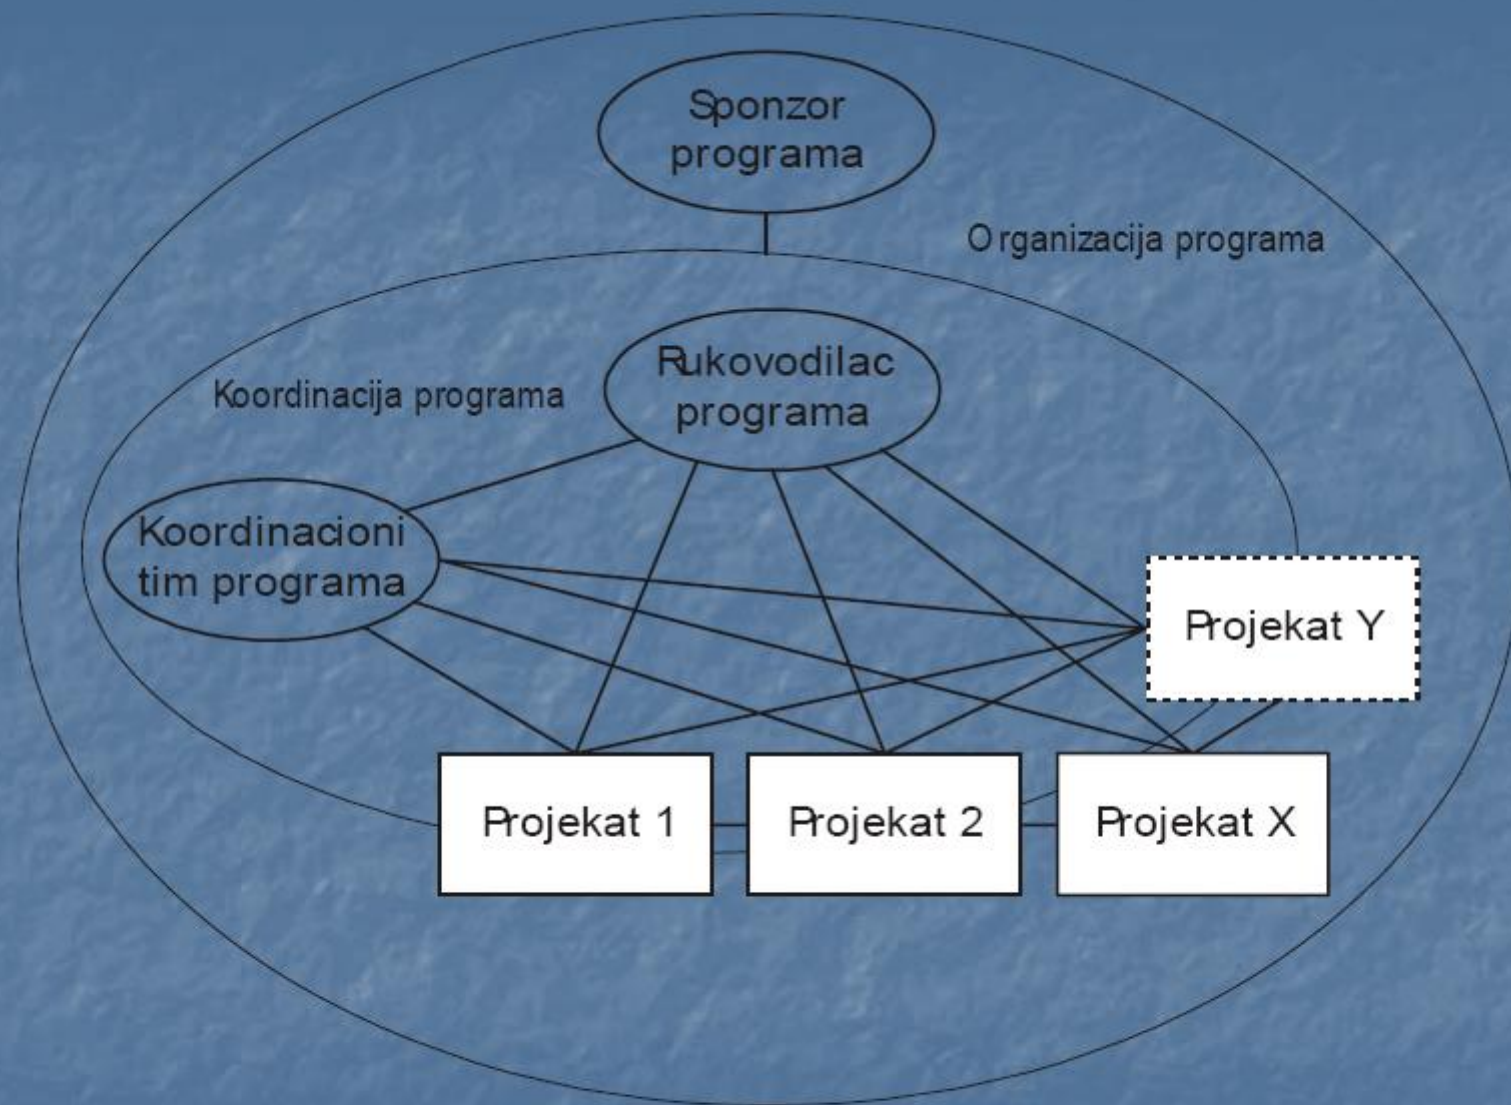 Sponzor
programa
Organizacija programa
Rukovodilac
programa
Koordinacija programa
Koordinacioni
tim programa
Projekat Y
Projekat 1
Projekat 2
Projekat X